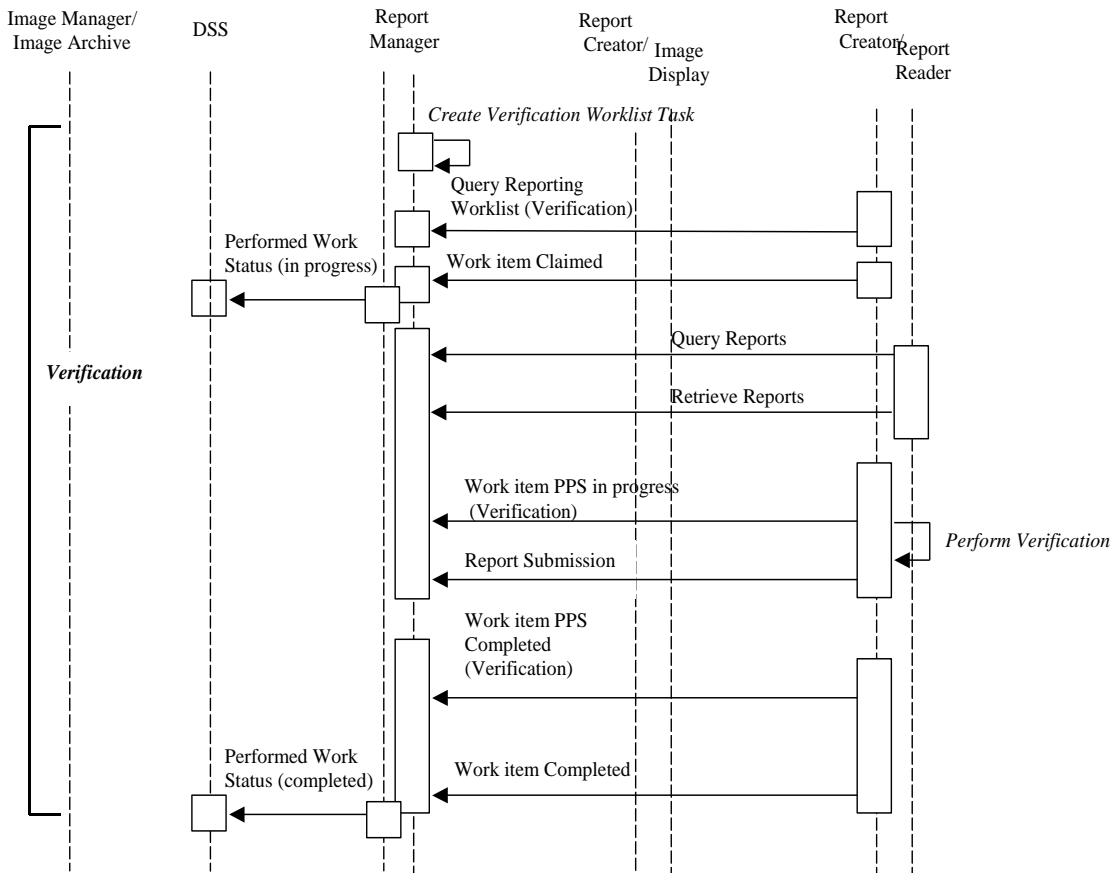 Image Manager/
Image Archive
DSS
Report
Manager
Report
Creator/
Image
Display
Report
Creator/
Report
Reader
Create Verification Worklist Task
Query Reporting
Worklist (Verification)
Performed Work
Status (in progress)
Work item Claimed
Query Reports
Verification
Retrieve Reports
Work item PPS in progress
(Verification)
Perform Verification
Report Submission
Work item PPS
Completed
(Verification)
Performed Work
Status (completed)
Work item Completed